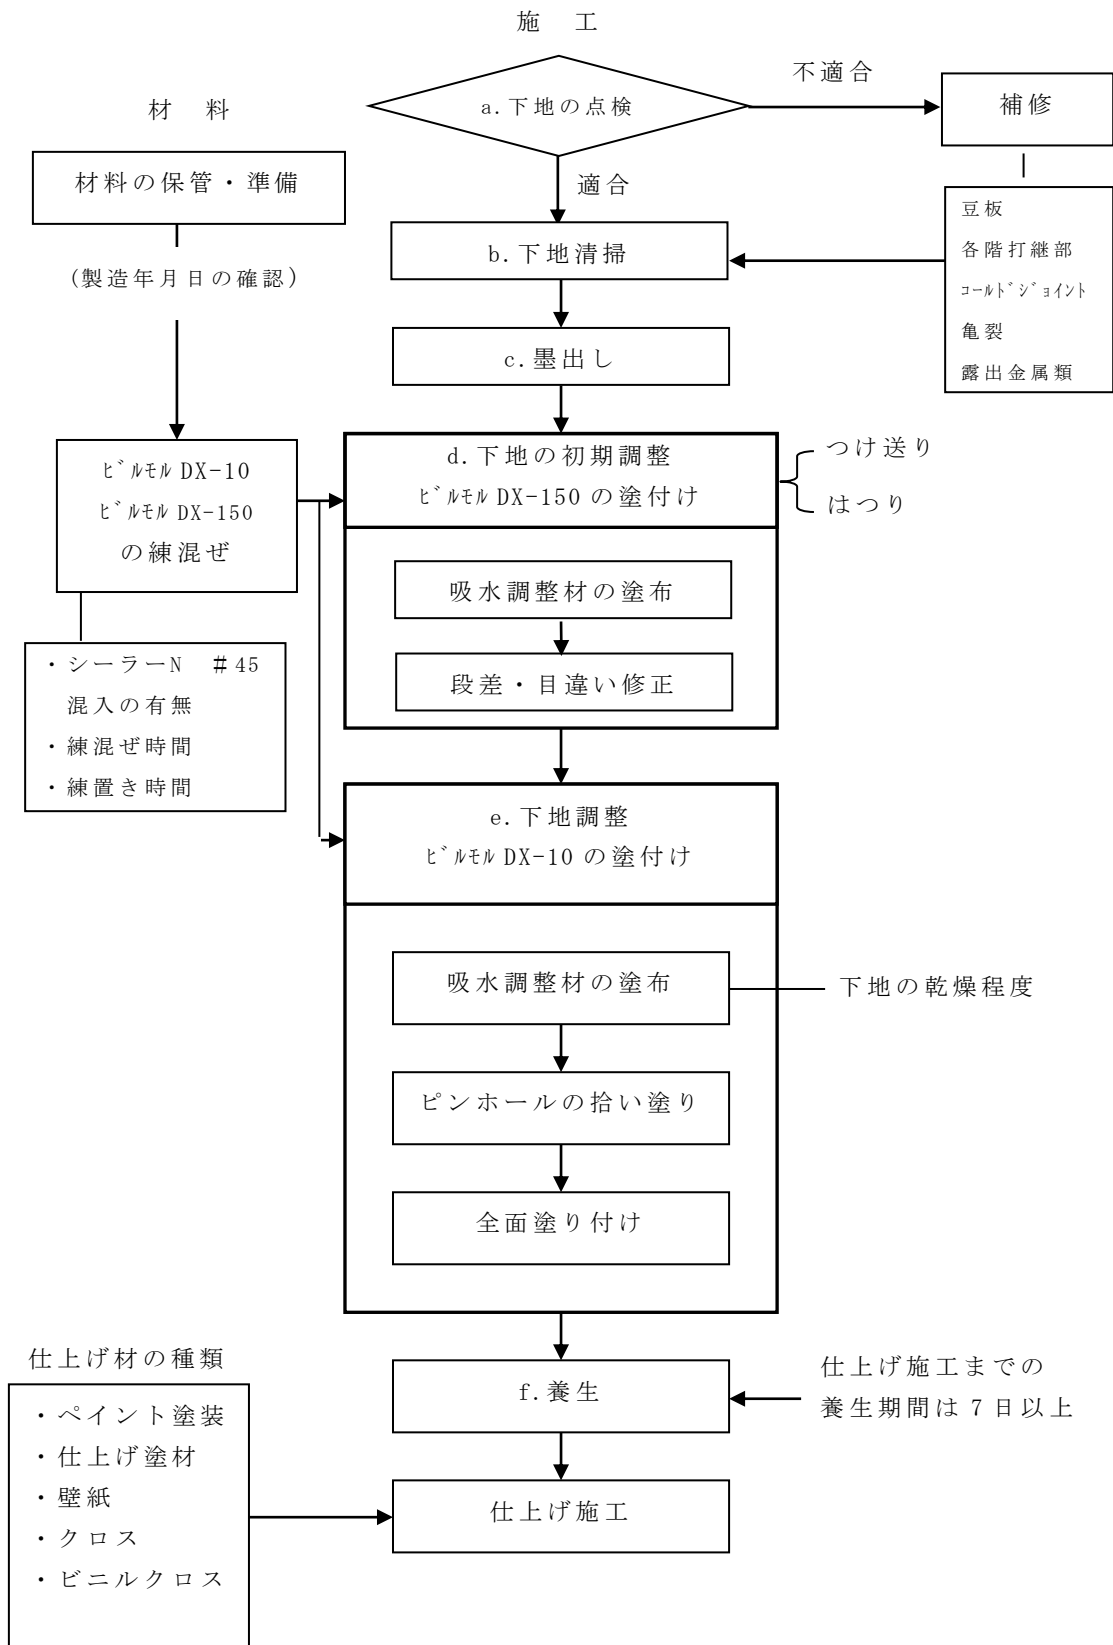 施　工
a.下地の点検
不適合
補修
材　料
材料の保管・準備
適合
(製造年月日の確認)
b.下地清掃
豆板
各階打継部
ｺｰﾙﾄﾞｼﾞｮｲﾝﾄ
亀裂
露出金属類
c.墨出し
d.下地の初期調整
ﾋﾞﾙﾓﾙ DX-150 の塗付け
つけ送り
はつり
ﾋﾞﾙﾓﾙ DX-10
ﾋﾞﾙﾓﾙ DX-150
の練混ぜ
吸水調整材の塗布
段差・目違い修正
・シーラーN　＃45
混入の有無
・練混ぜ時間
・練置き時間
e.下地調整
ﾋﾞﾙﾓﾙ DX-10 の塗付け
吸水調整材の塗布
下地の乾燥程度
ピンホールの拾い塗り
全面塗り付け
仕上げ材の種類
・ペイント塗装
・仕上げ塗材
・壁紙
・クロス
・ビニルクロス
f.養生
仕上げ施工までの
養生期間は 7 日以上
仕上げ施工